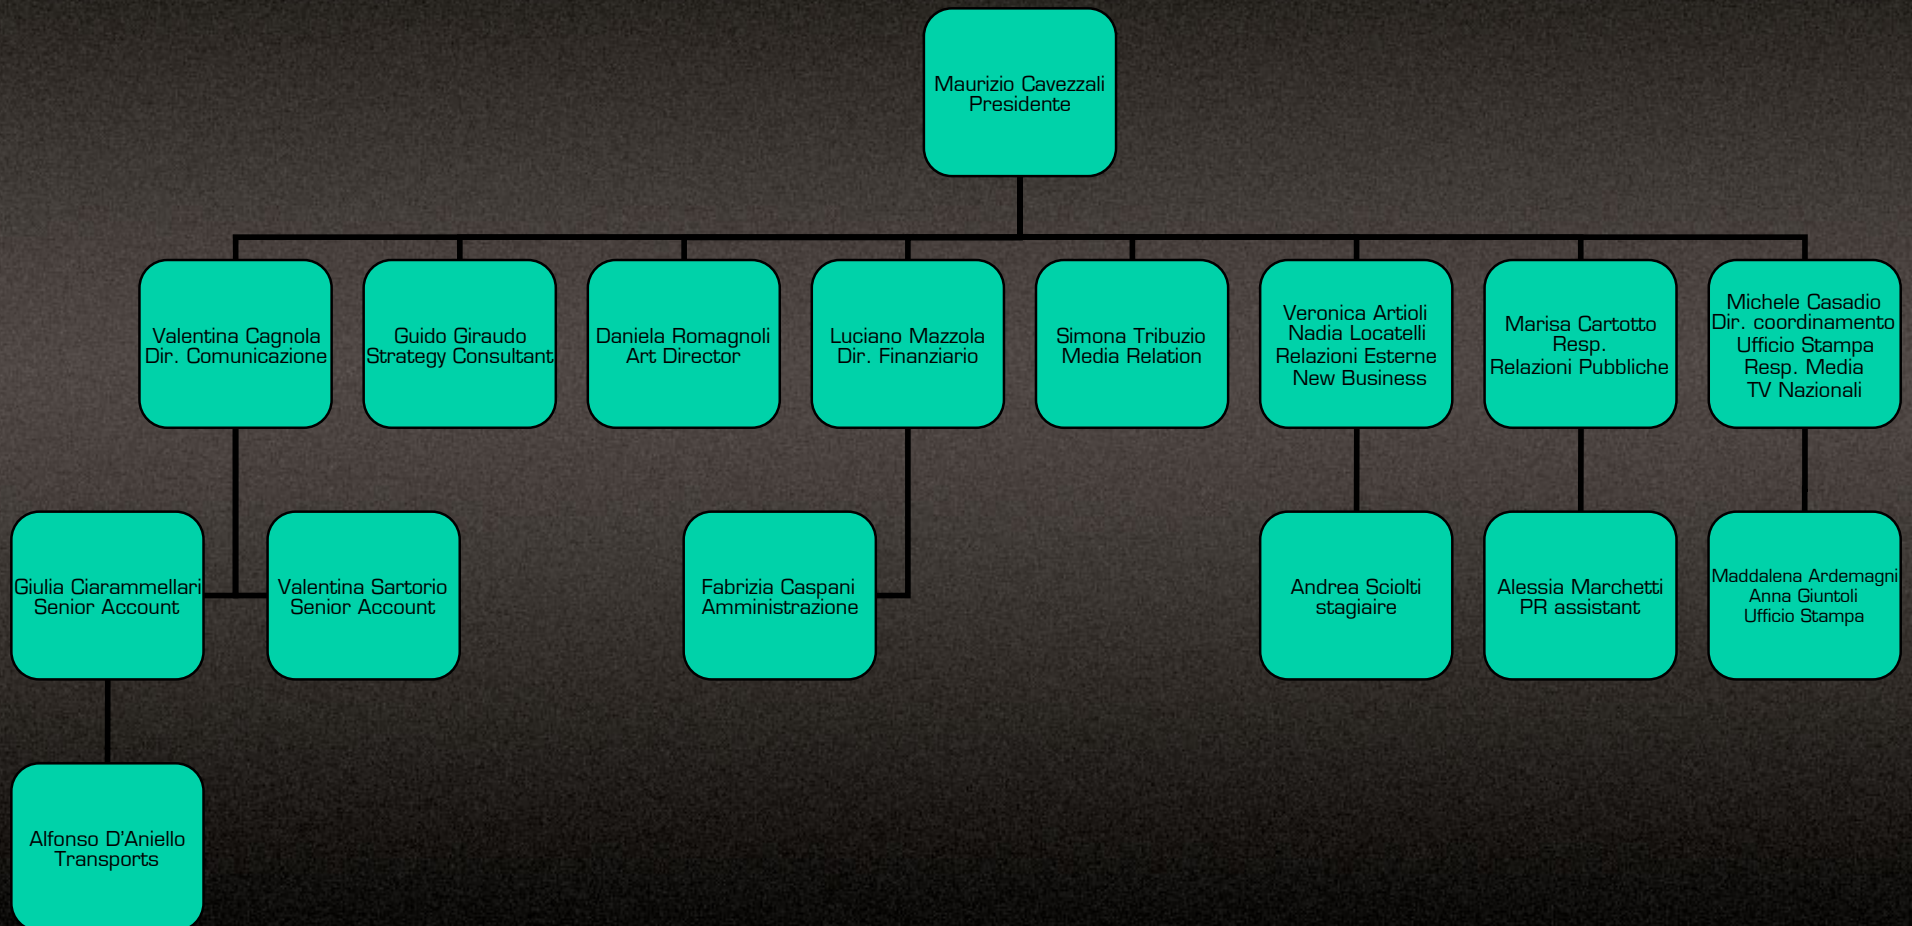 Maurizio Cavezzali
Presidente
Valentina Cagnola
Dir. Comunicazione
Guido Giraudo
Strategy Consultant
Daniela Romagnoli
Art Director
Luciano Mazzola
Dir. Finanziario
Simona Tribuzio
Media Relation
Veronica Artioli
Nadia Locatelli
Relazioni Esterne
New Business
Marisa Cartotto
Resp.
Relazioni Pubbliche
Michele Casadio
Dir. coordinamento
Ufficio Stampa
Resp. Media
TV Nazionali
Giulia Ciarammellari
Senior Account
Valentina Sartorio
Senior Account
Fabrizia Caspani
Amministrazione
Andrea Sciolti
stagiaire
Alessia Marchetti
PR assistant
Maddalena Ardemagni
Anna Giuntoli
Ufficio Stampa
Alfonso D'Aniello
Transports